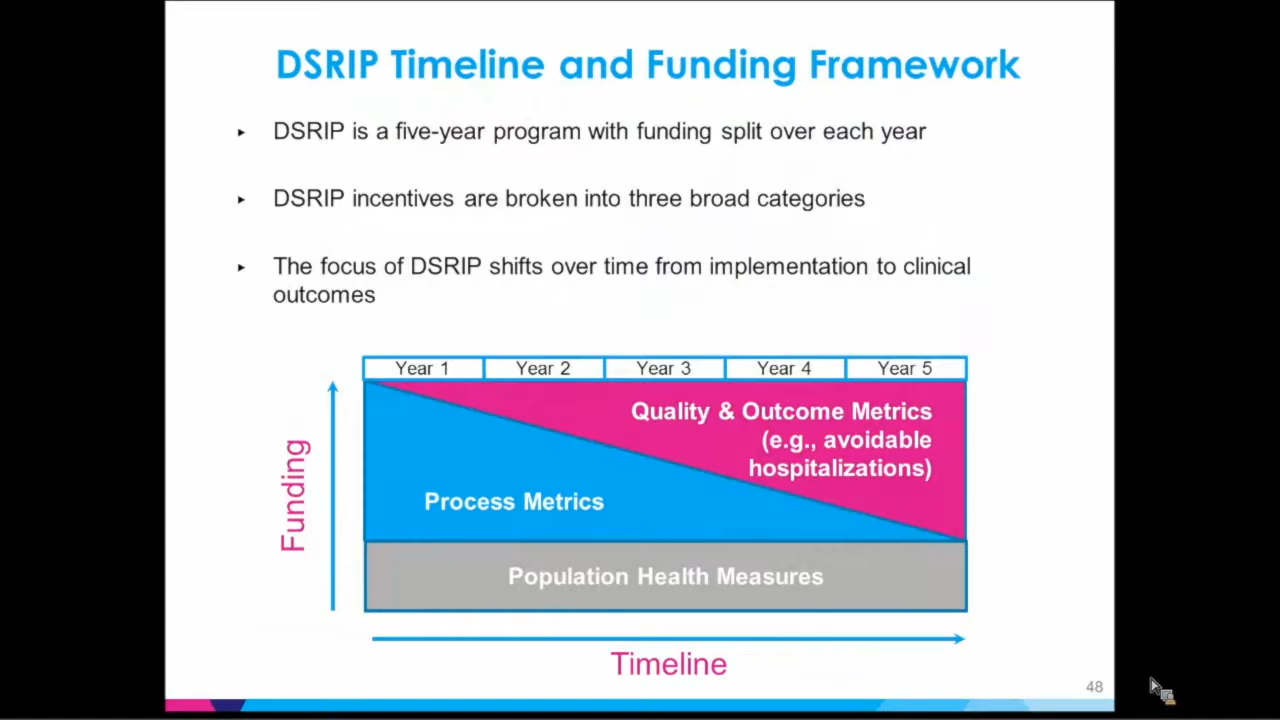 DSRIP Timeline and Funding Framework
DSRIP is a five-year program with funding split over each year
DSRIP incentives are broken into three broad categories
The focus of DSRIP shifts over time from implementation to clinical
outcomes
Year 1 Year 2 Year 3 Year 4 Year 5
Quality & Outcome Metrics
(e.g., avoidable
hospitalizations)
Funding
Process Metrics
Population Health Measures
Timeline
48